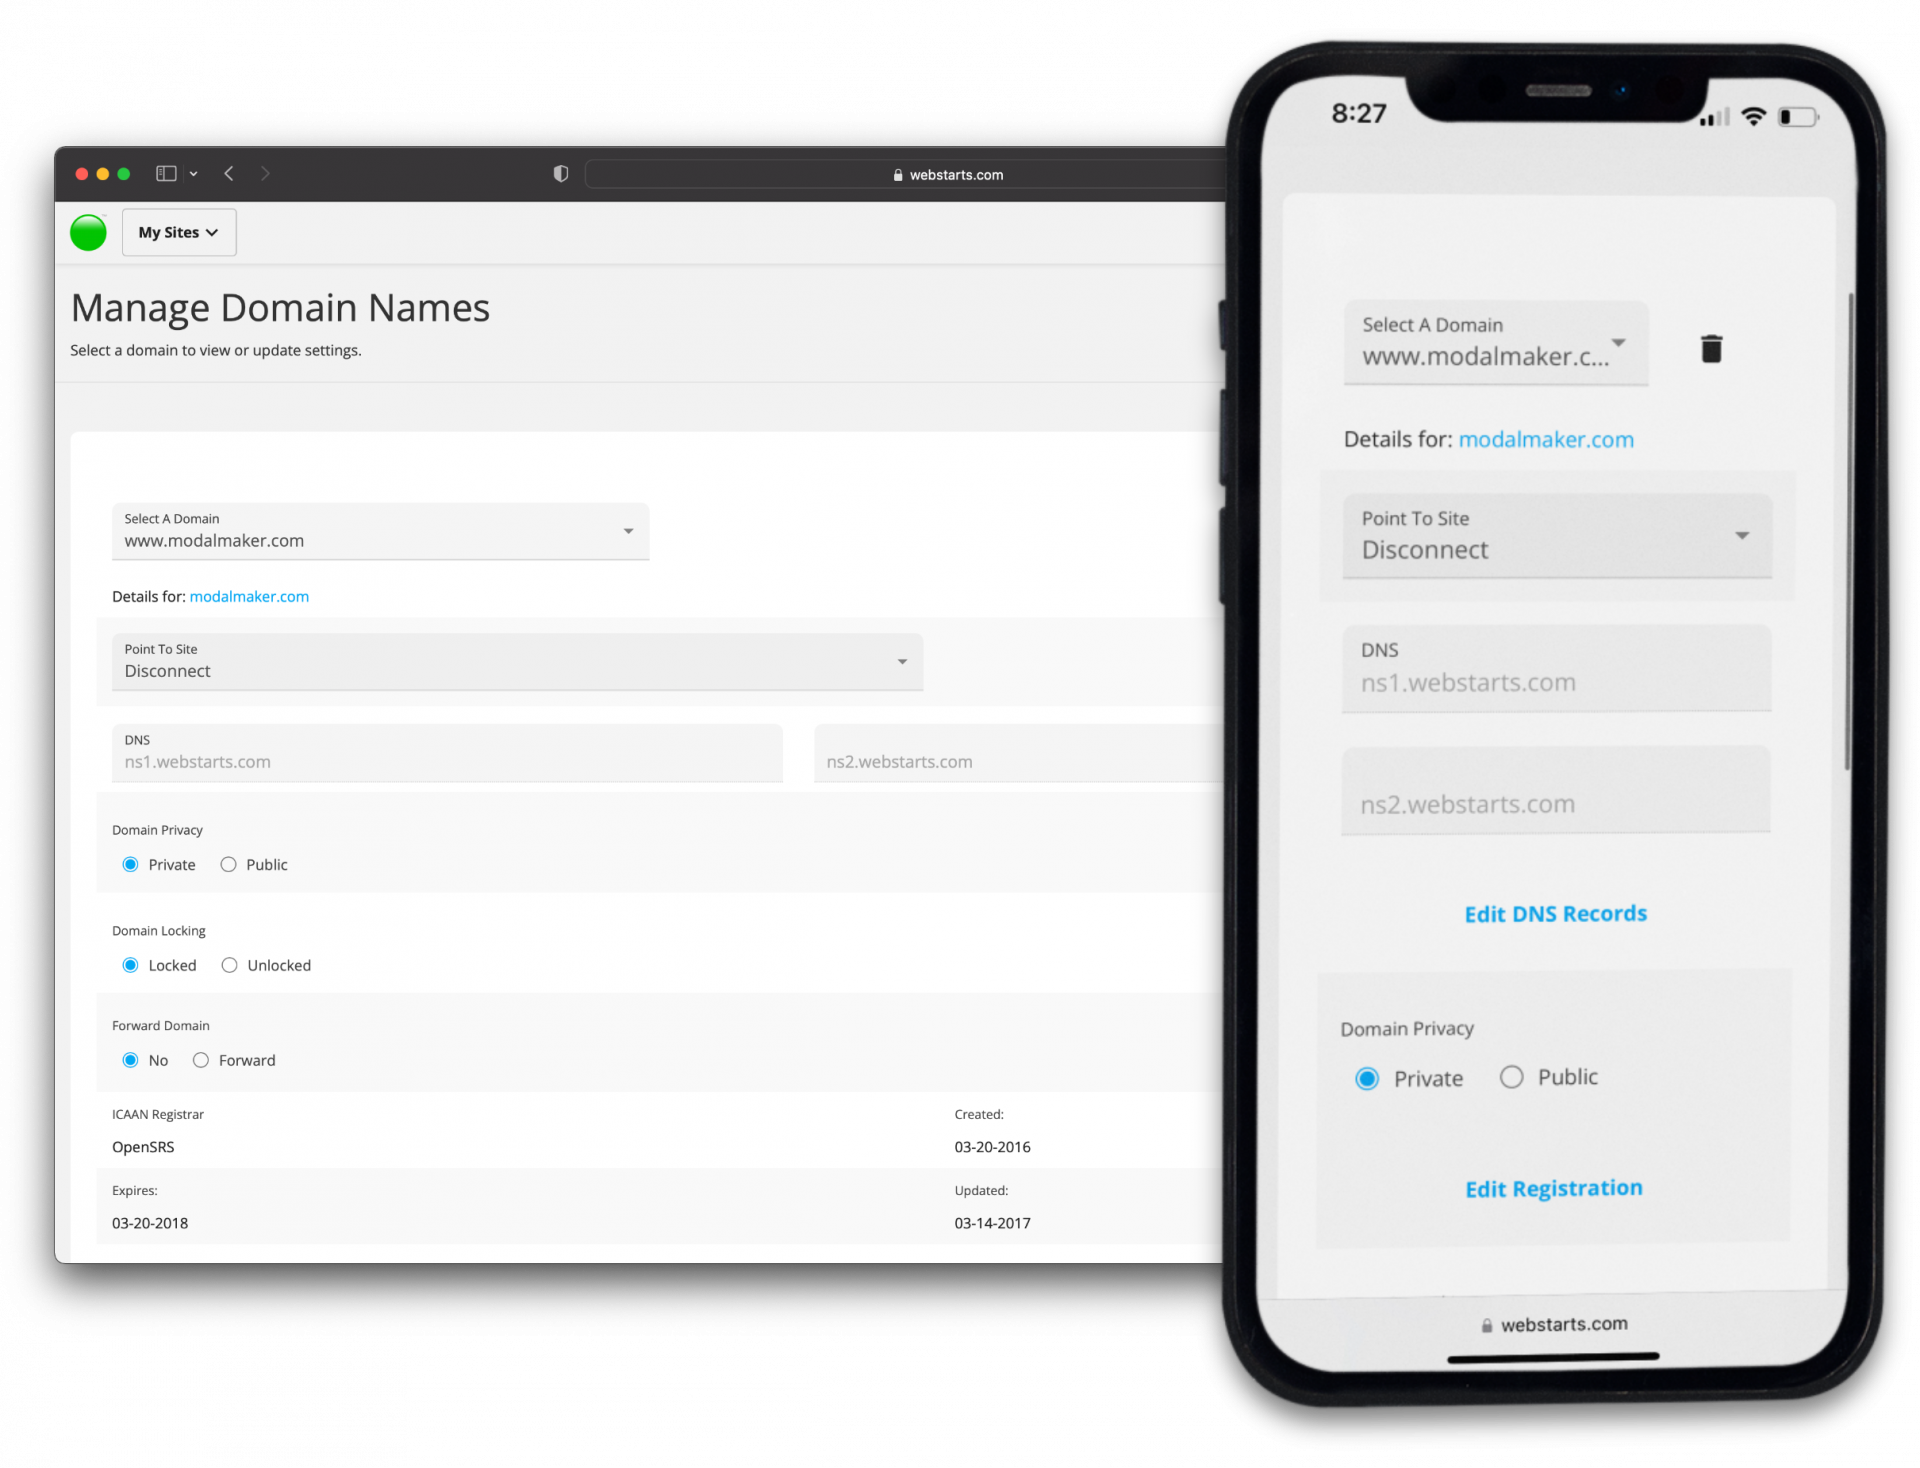 webstarts.com
My Sites
Manage Domain Names
Select a domain to view or update settings.
Select A Domain
www.modalmaker.com
Details for: modalmaker.com
Point To Site
Disconnect
DNS
ns1.webstarts.com
ns2.webstarts.com
Domain Privacy
Private Public
Domain Locking
Locked Unlocked
Forward Domain
No Forward
ICAAN Registrar
Created:
OpenSRS
03-20-2016
Expires:
Updated:
03-20-2018
03-14-2017
8:27
Select A Domain
www.modalmaker.c...
Details for: modalmaker.com
Point To Site
Disconnect
DNS
ns1.webstarts.com
ns2.webstarts.com
Edit DNS Records
Domain Privacy
Private Public
Edit Registration
webstarts.com